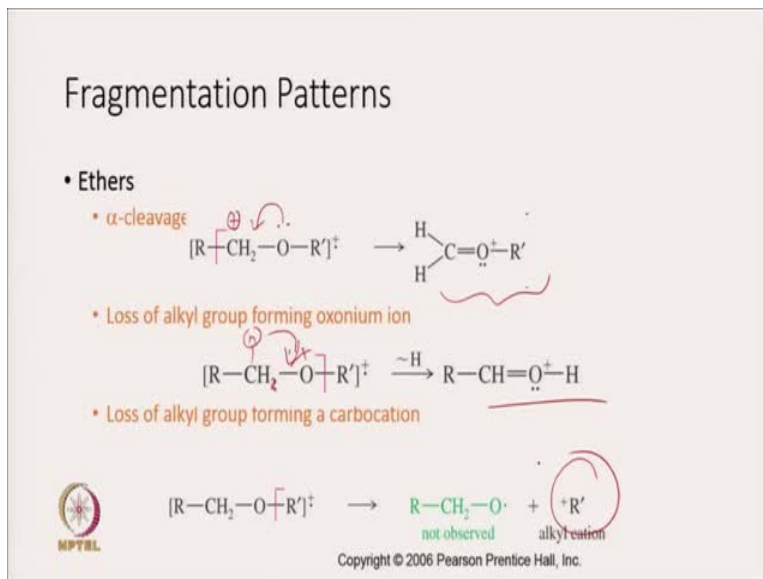 Fragmentation Patterns
• Ethers
• α-cleavage
[R—CH₂—O—R']⁺· ⟶ H H C=O⁺—R'
• Loss of alkyl group forming oxonium ion
[R—CH₂—O—R']⁺· ~H⟶ R—CH=O⁺—H
• Loss of alkyl group forming a carbocation
[R—CH₂—O—R']⁺· ⟶ R—CH₂—O· + ⁺R'
not observed alkyl cation
NPTEL
Copyright © 2006 Pearson Prentice Hall, Inc.